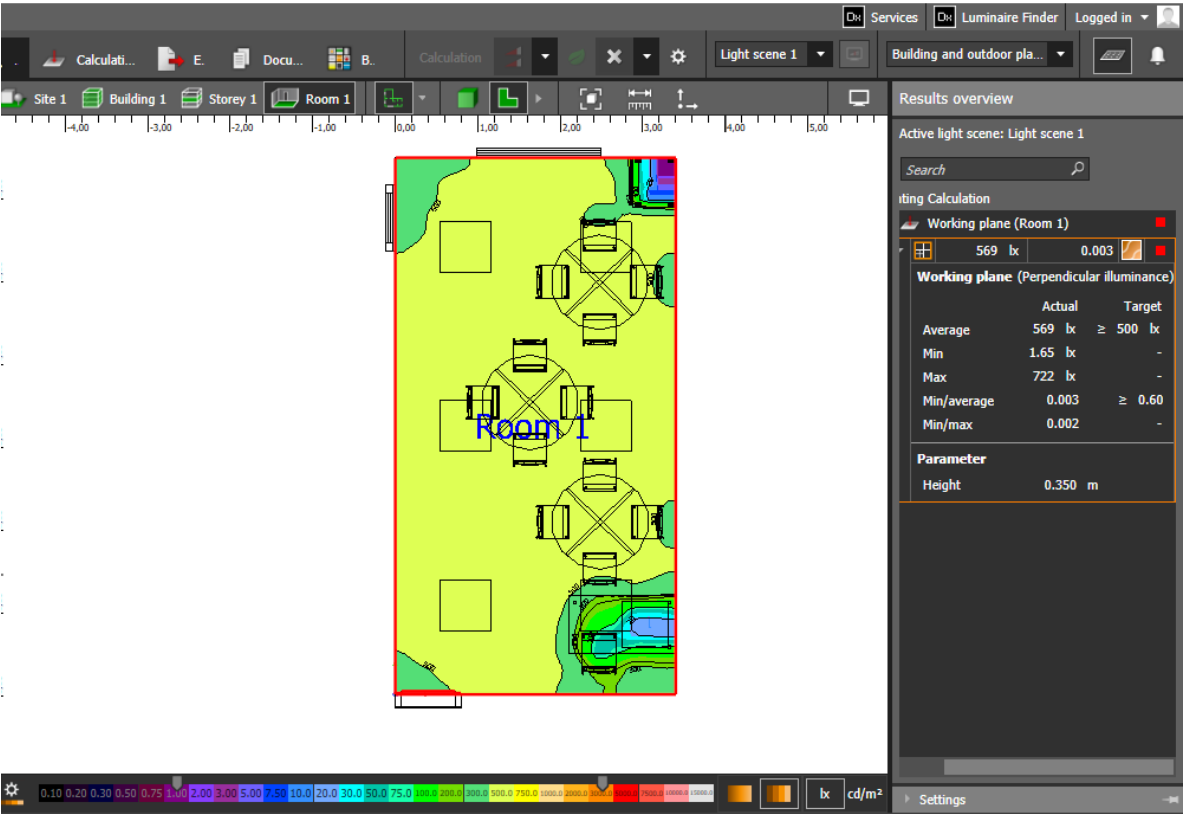 Services Luminaire Finder Logged in
Calculati... E. Docu... B. Calculation Light scene 1 Building and outdoor pla...
Site 1 Building 1 Storey 1 Room 1
Results overview
-4,00 -3,00 -2,00 -1,00 0,00 1,00 2,00 3,00 4,00 5,00
Active light scene: Light scene 1
Search
ating Calculation
Working plane (Room 1)
569 lx 0.003
Working plane (Perpendicular illuminance)
Actual Target
Average 569 lx ≥ 500 lx
Min 1.65 lx -
Max 722 lx -
Min/average 0.003 ≥ 0.60
Min/max 0.002 -
Parameter
Height 0.350 m
Room 1
0.10 0.20 0.30 0.50 0.75 1.00 2.00 3.00 5.00 7.50 10.0 20.0 30.0 50.0 75.0 100.0 200.0 300.0 500.0 750.0 1000.0 2000.0 3000.0 5000.0 7500.0 10000.0 15000.0 lx cd/m²
Settings